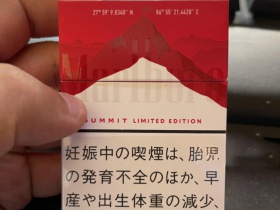 27° 59' 9.8340" N 86° 55' 21.4428" E
Marlboro
SUMMIT LIMITED EDITION
妊娠中の喫煙は、胎児
の発育不全のほか、早
産や出生体重の減少、